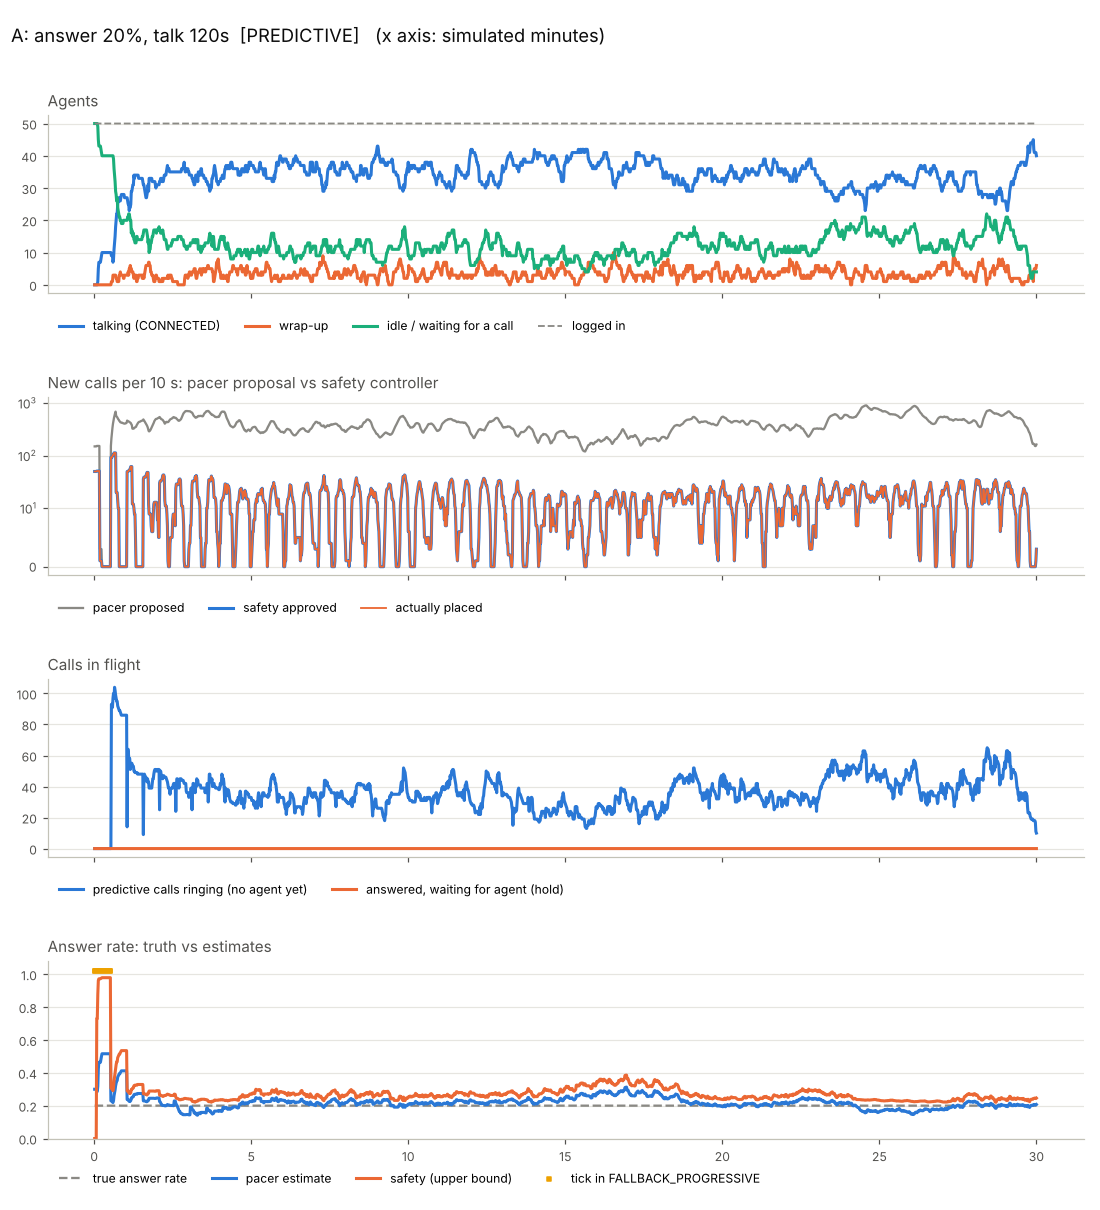 A: answer 20%, talk 120s [PREDICTIVE] (x axis: simulated minutes)
Agents
50
40
30
20
10
0
talking (CONNECTED) wrap-up idle / waiting for a call logged in
New calls per 10 s: pacer proposal vs safety controller
10³
10²
10¹
0
pacer proposed safety approved actually placed
Calls in flight
100
80
60
40
20
0
predictive calls ringing (no agent yet) answered, waiting for agent (hold)
Answer rate: truth vs estimates
1.0
0.8
0.6
0.4
0.2
0.0
0 5 10 15 20 25 30
true answer rate pacer estimate safety (upper bound) tick in FALLBACK_PROGRESSIVE